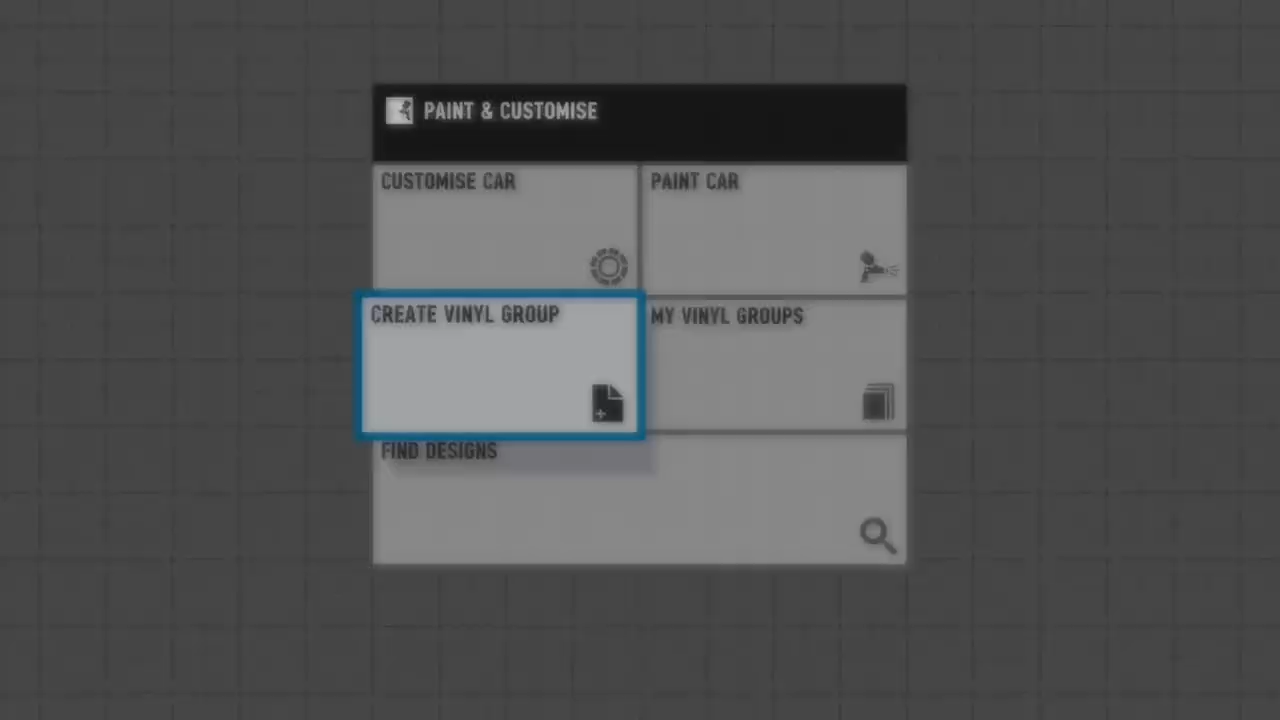 PAINT & CUSTOMISE
CUSTOMISE CAR
PAINT CAR
CREATE VINYL GROUP
MY VINYL GROUPS
FIND DESIGNS